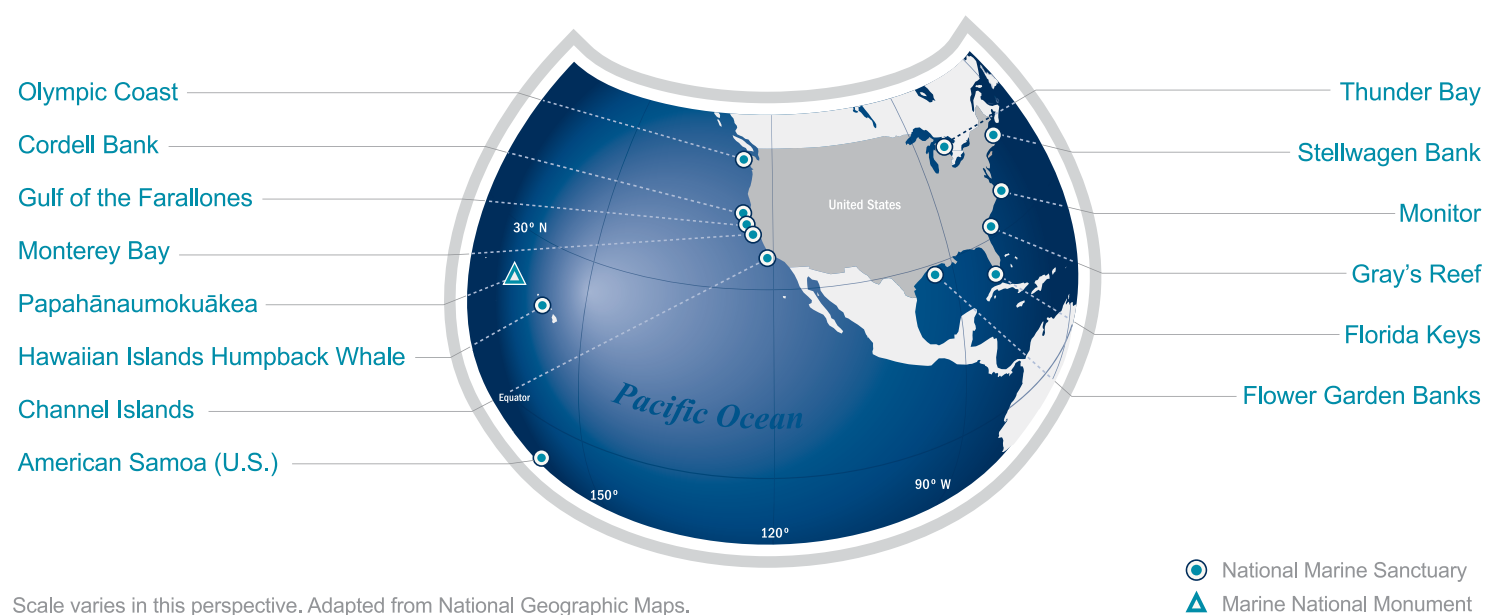 Olympic Coast
Cordell Bank
Gulf of the Farallones
Monterey Bay
Papahānaumokuākea
Hawaiian Islands Humpback Whale
Channel Islands
American Samoa (U.S.)
30° N
Equator
150°
120°
90° W
Pacific Ocean
United States
Thunder Bay
Stellwagen Bank
Monitor
Gray’s Reef
Florida Keys
Flower Garden Banks
National Marine Sanctuary
Marine National Monument
Scale varies in this perspective. Adapted from National Geographic Maps.